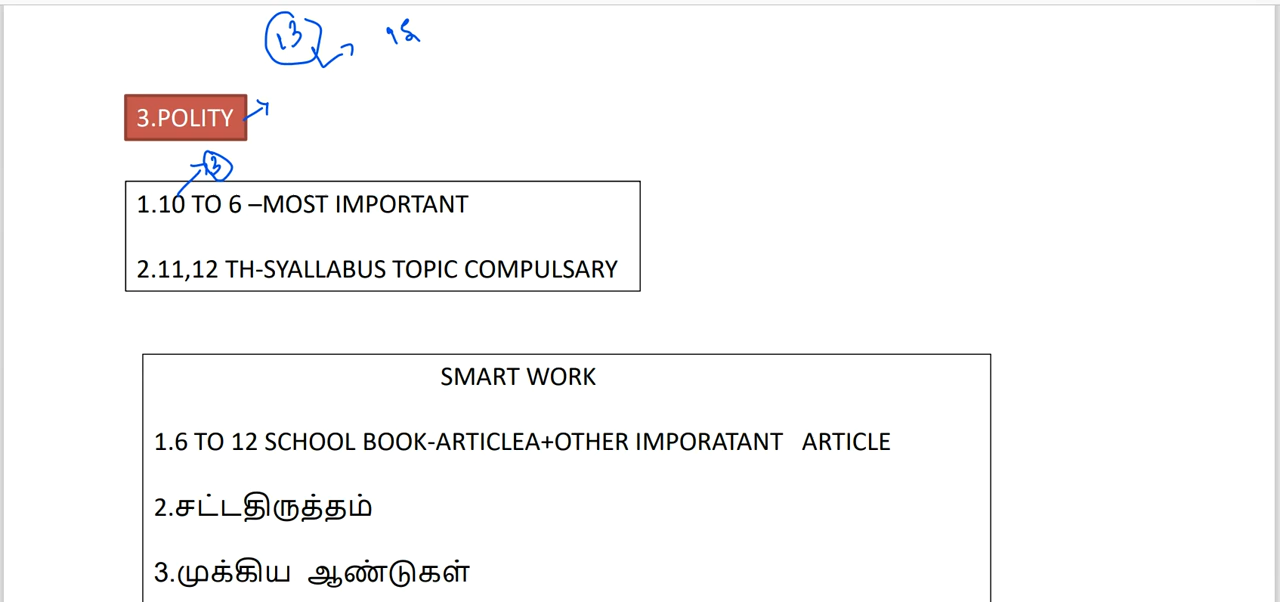 13
3.POLITY
13
1.10 TO 6 –MOST IMPORTANT
2.11,12 TH-SYALLABUS TOPIC COMPULSARY
SMART WORK
1.6 TO 12 SCHOOL BOOK-ARTICLEA+OTHER IMPORATANT ARTICLE
2.சட்டதிருத்தம்
3.முக்கிய ஆண்டுகள்